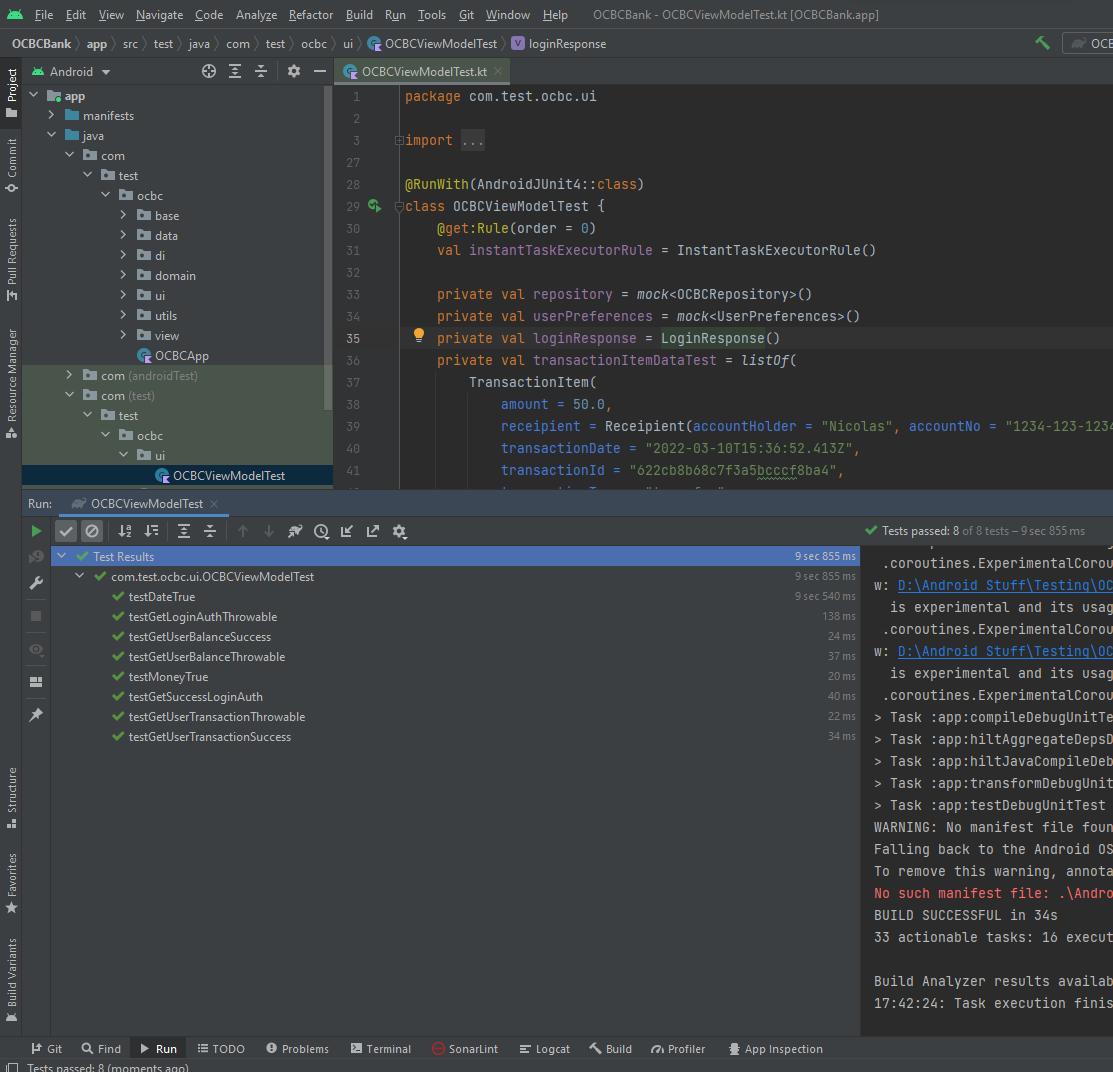 File Edit View Navigate Code Analyze Refactor Build Run Tools Git Window Help OCBCBank - OCBCViewModelTest.kt [OCBCBank.app]
OCBCBank app src test java com test ocbc ui OCBCViewModelTest loginResponse
Project
Commit
Pull Requests
Resource Manager
Structure
Favorites
Build Variants
Android
app
manifests
java
com
test
ocbc
base
data
di
domain
ui
utils
view
OCBCApp
com (androidTest)
com (test)
test
ocbc
ui
OCBCViewModelTest
OCBCViewModelTest.kt
1 package com.test.ocbc.ui
2
3 import ...
27
28 @RunWith(AndroidJUnit4::class)
29 class OCBCViewModelTest {
30 @get:Rule(order = 0)
31 val instantTaskExecutorRule = InstantTaskExecutorRule()
32
33 private val repository = mock<OCBCRepository>()
34 private val userPreferences = mock<UserPreferences>()
35 private val loginResponse = LoginResponse()
36 private val transactionItemDataTest = listOf(
37 TransactionItem(
38 amount = 50.0,
39 receipient = Receipient(accountHolder = "Nicolas", accountNo = "1234-123-1234
40 transactionDate = "2022-03-10T15:36:52.413Z",
41 transactionId = "622cb8b68c7f3a5bcccf8ba4",
Run: OCBCViewModelTest
Tests passed: 8 of 8 tests – 9 sec 855 ms
Test Results 9 sec 855 ms
com.test.ocbc.ui.OCBCViewModelTest 9 sec 855 ms
testDateTrue 9 sec 540 ms
testGetLoginAuthThrowable 138 ms
testGetUserBalanceSuccess 24 ms
testGetUserBalanceThrowable 37 ms
testMoneyTrue 20 ms
testGetSuccessLoginAuth 40 ms
testGetUserTransactionThrowable 22 ms
testGetUserTransactionSuccess 34 ms
.coroutines.ExperimentalCorou
w: D:\Android Stuff\Testing\OC
is experimental and its usag
.coroutines.ExperimentalCorou
w: D:\Android Stuff\Testing\OC
is experimental and its usag
.coroutines.ExperimentalCorou
> Task :app:compileDebugUnitTe
> Task :app:hiltAggregateDepsD
> Task :app:hiltJavaCompileDeb
> Task :app:transformDebugUnit
> Task :app:testDebugUnitTest
WARNING: No manifest file foun
Falling back to the Android OS
To remove this warning, annota
No such manifest file: .\Andro
BUILD SUCCESSFUL in 34s
33 actionable tasks: 16 execut
Build Analyzer results availab
17:42:24: Task execution finis
Git Find Run TODO Problems Terminal SonarLint Logcat Build Profiler App Inspection
Tests passed: 8 (moments ago)